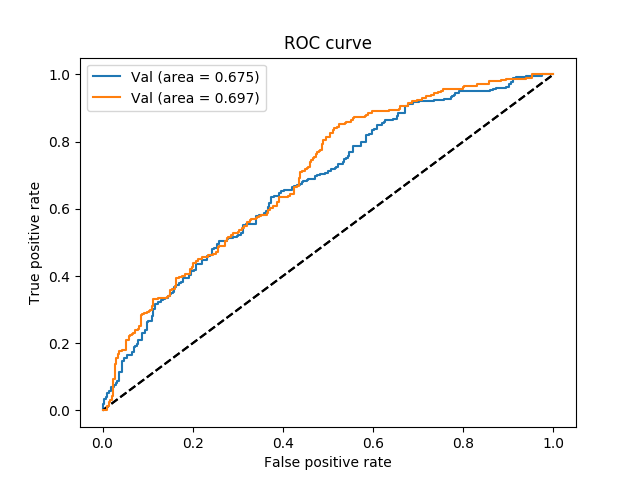 ROC curve
Val (area = 0.675)
Val (area = 0.697)
True positive rate
1.0
0.8
0.6
0.4
0.2
0.0
0.0 0.2 0.4 0.6 0.8 1.0
False positive rate